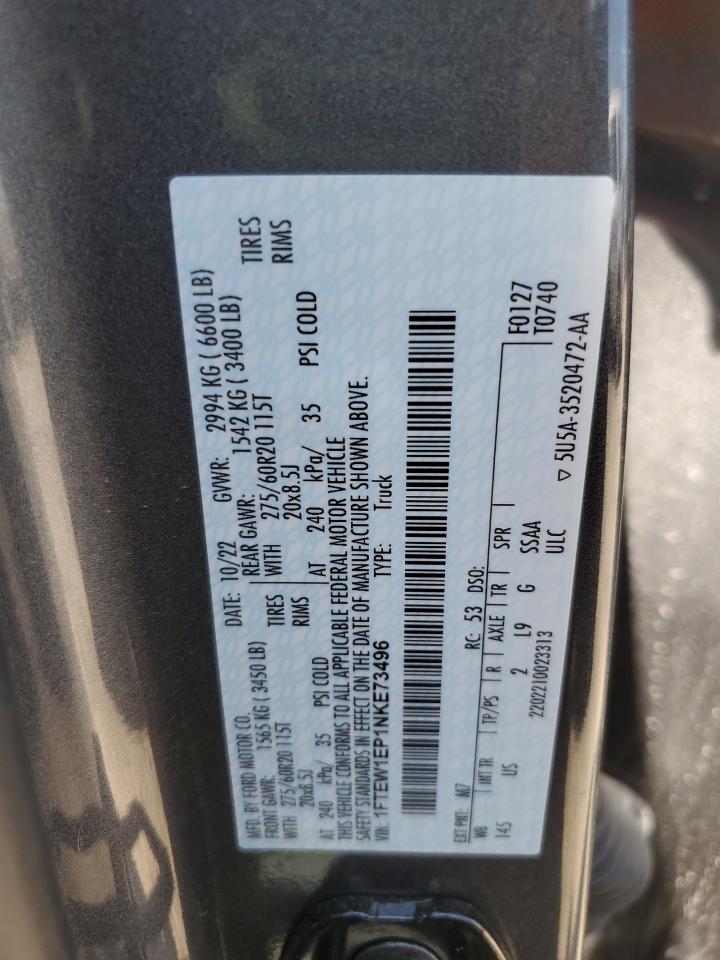 MFD. BY FORD MOTOR CO. DATE: 10/22 GVWR: 2994 KG ( 6600 LB)
FRONT GAWR: 1565 KG ( 3450 LB) REAR GAWR: 1542 KG ( 3400 LB)
WITH 275/60R20 115T TIRES WITH 275/60R20 115T TIRES
20x8.5J RIMS 20x8.5J RIMS
AT 240 kPa/ 35 PSI COLD AT 240 kPa/ 35 PSI COLD
THIS VEHICLE CONFORMS TO ALL APPLICABLE FEDERAL MOTOR VEHICLE
SAFETY STANDARDS IN EFFECT ON THE DATE OF MANUFACTURE SHOWN ABOVE.
VIN: 1FTEW1EP1NKE73496 TYPE: Truck
EXT PNT: M7 RC: 53 DSO:
WB INT TR TP/PS R AXLE TR SPR F0127
145 US 2 L9 G SSAA T0740
2202210023313 ULC
▽ 5U5A-3520472-AA